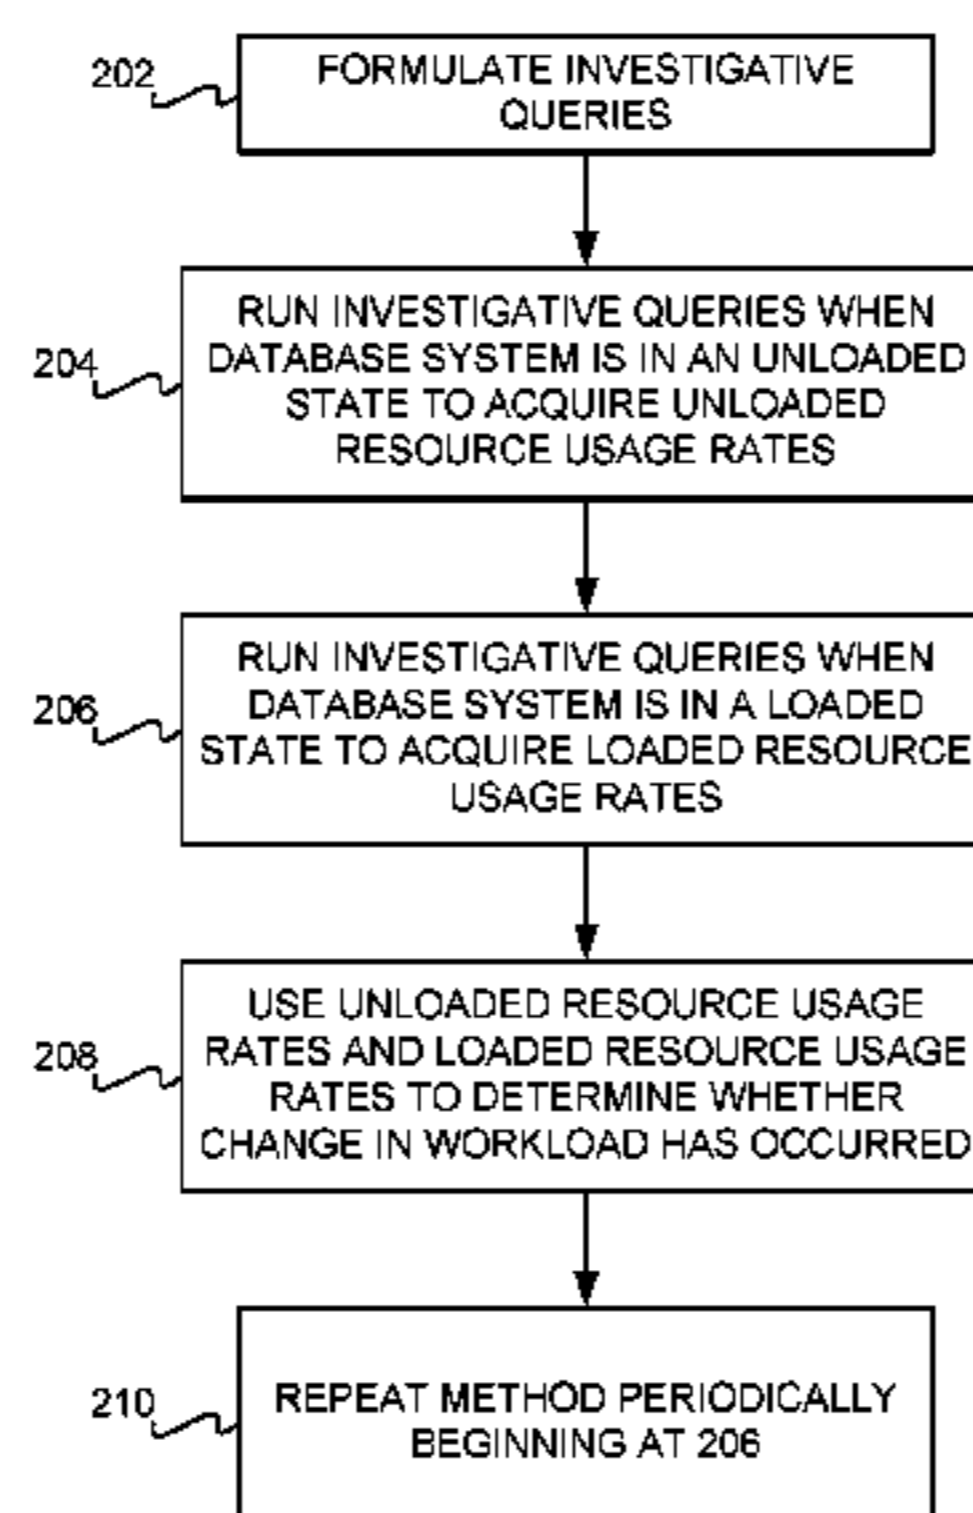 202
FORMULATE INVESTIGATIVE
QUERIES
204
RUN INVESTIGATIVE QUERIES WHEN
DATABASE SYSTEM IS IN AN UNLOADED
STATE TO ACQUIRE UNLOADED
RESOURCE USAGE RATES
206
RUN INVESTIGATIVE QUERIES WHEN
DATABASE SYSTEM IS IN A LOADED
STATE TO ACQUIRE LOADED RESOURCE
USAGE RATES
208
USE UNLOADED RESOURCE USAGE
RATES AND LOADED RESOURCE USAGE
RATES TO DETERMINE WHETHER
CHANGE IN WORKLOAD HAS OCCURRED
210
REPEAT METHOD PERIODICALLY
BEGINNING AT 206